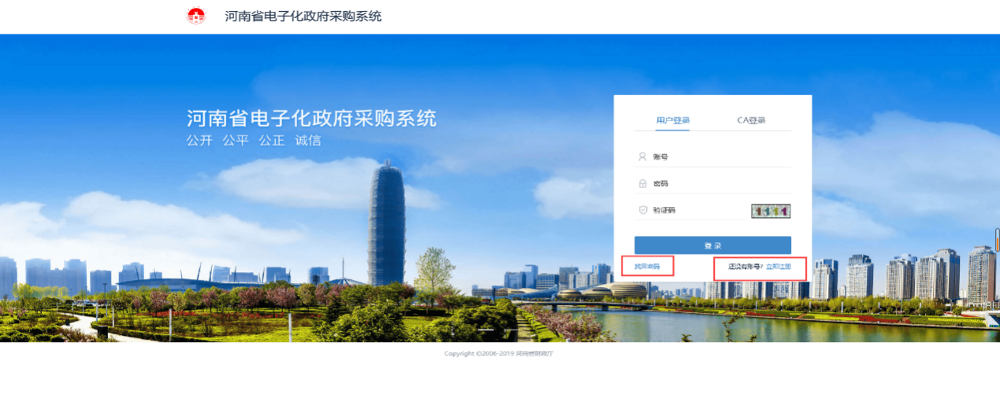 河南省电子化政府采购系统
河南省电子化政府采购系统
公开 公平 公正 诚信
用户登录 CA登录
账号
密码
验证码
登 录
找回密码 还没有账号? 立即注册
Copyright ©2006-2019 河南省财政厅